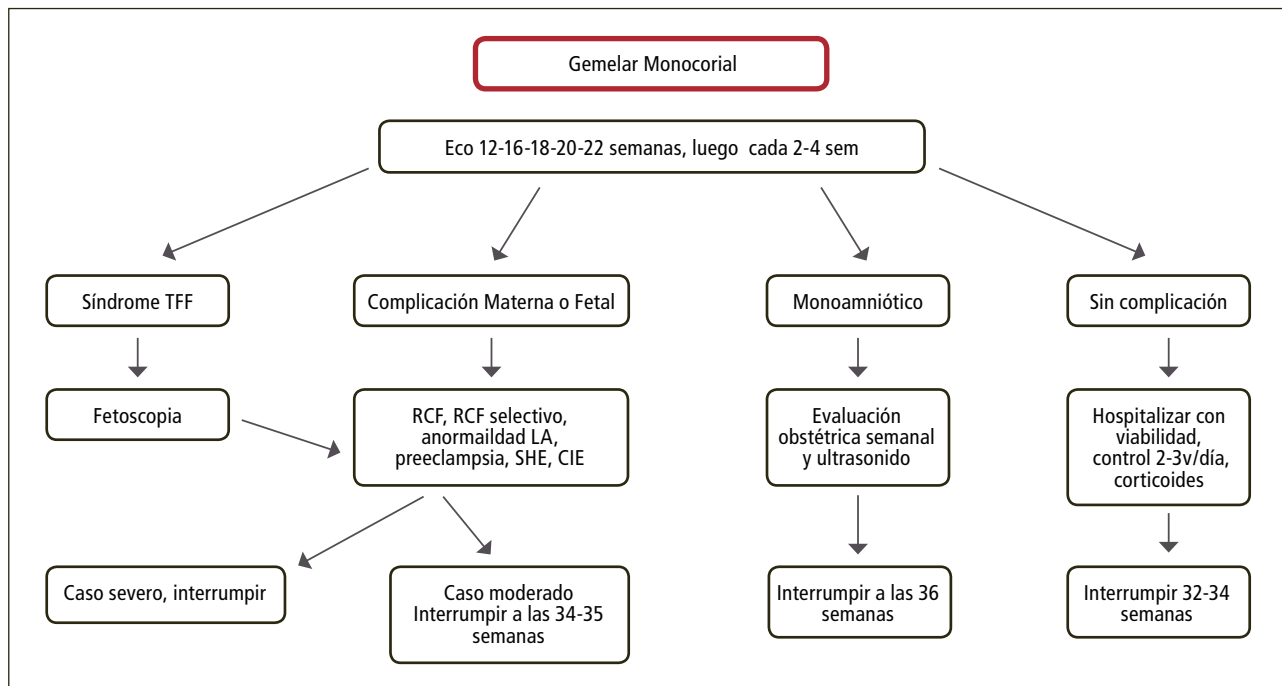 Gemelar Monocorial
Eco 12-16-18-20-22 semanas, luego cada 2-4 sem
Síndrome TFF
Complicación Materna o Fetal
Monoamniótico
Sin complicación
Fetoscopia
RCF, RCF selectivo,
anormaildad LA,
preeclampsia, SHE, CIE
Evaluación
obstétrica semanal
y ultrasonido
Hospitalizar con
viabilidad,
control 2-3v/día,
corticoides
Caso severo, interrumpir
Caso moderado
Interrumpir a las 34-35
semanas
Interrumpir a las 36
semanas
Interrumpir 32-34
semanas